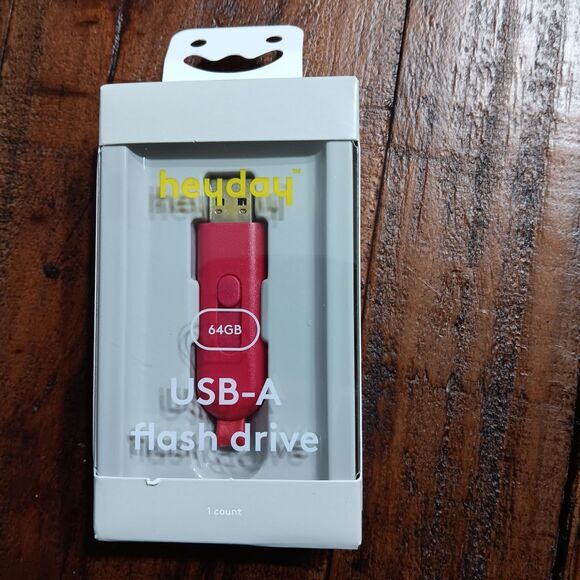 heyday™
64GB
USB-A
flash drive
1 count